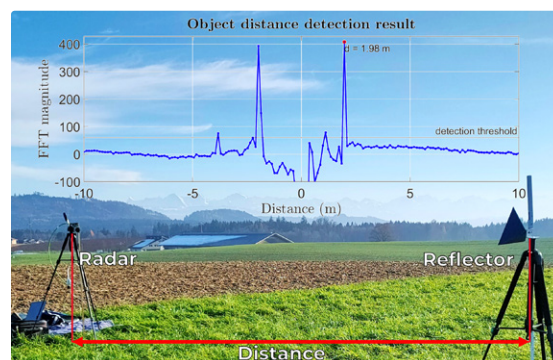 Object distance detection result
400
300
200
100
0
-100
FFT magnitude
d = 1.98 m
detection threshold
-10
-5
0
5
10
Distance (m)
Radar
Reflector
Distance